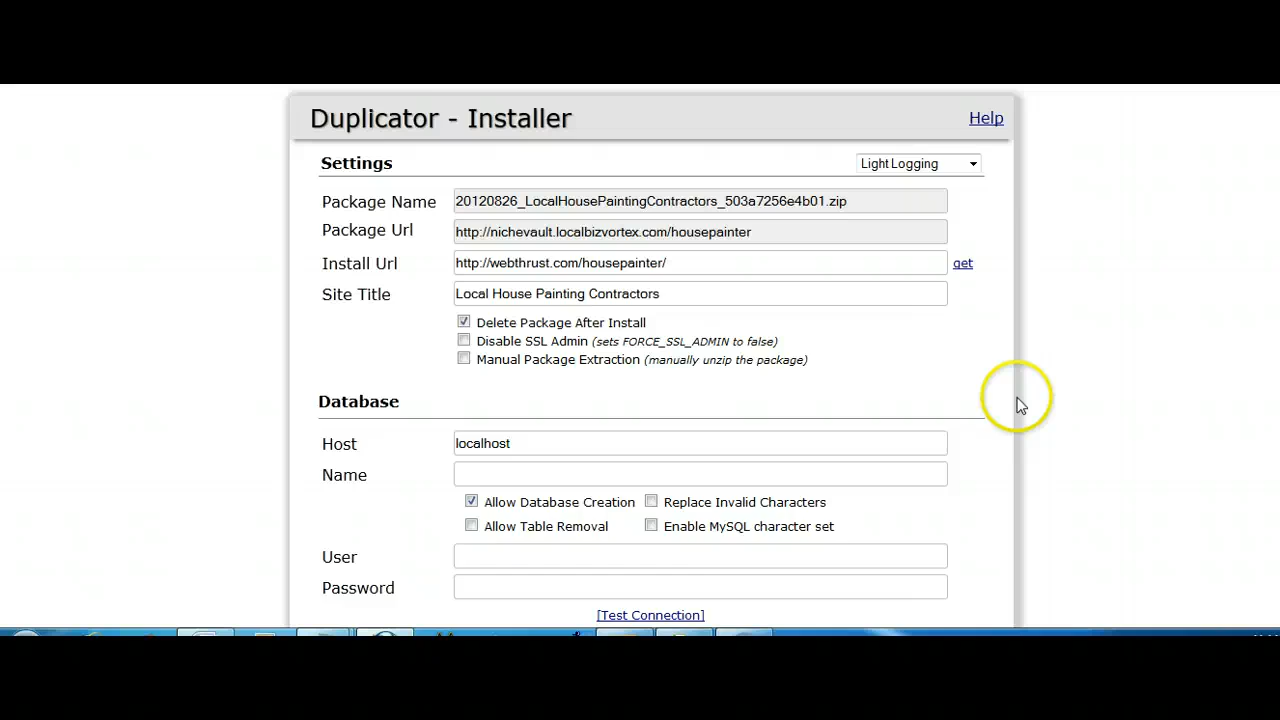 Duplicator - Installer
Help
Settings
Light Logging
Package Name
20120826_LocalHousePaintingContractors_503a7256e4b01.zip
Package Url
http://nichevault.localbizvortex.com/housepainter
Install Url
http://webthrust.com/housepainter/
get
Site Title
Local House Painting Contractors
Delete Package After Install
Disable SSL Admin (sets FORCE_SSL_ADMIN to false)
Manual Package Extraction (manually unzip the package)
Database
Host
localhost
Name
Allow Database Creation
Replace Invalid Characters
Allow Table Removal
Enable MySQL character set
User
Password
[Test Connection]